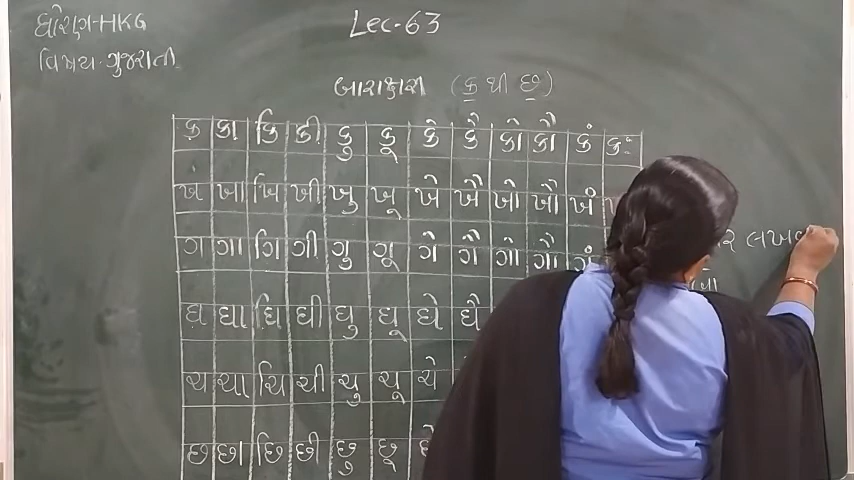 ધોરણ-HKG
Lec-63
વિષય-ગુજરાતી
બારાક્ષરી (ક થી છ)
ક કા કિ કી કુ કૂ કે કૈ કો કૌ કં કઃ
ખ ખા ખિ ખી ખુ ખૂ ખે ખૈ ખો ખૌ ખં
ગ ગા ગિ ગી ગુ ગૂ ગે ગૈ ગો ગૌ ગં
ઘ ઘા ઘિ ઘી ઘુ ઘૂ ઘે ઘૈ
ચ ચા ચિ ચી ચુ ચૂ ચે
છ છા છિ છી છુ છૂ